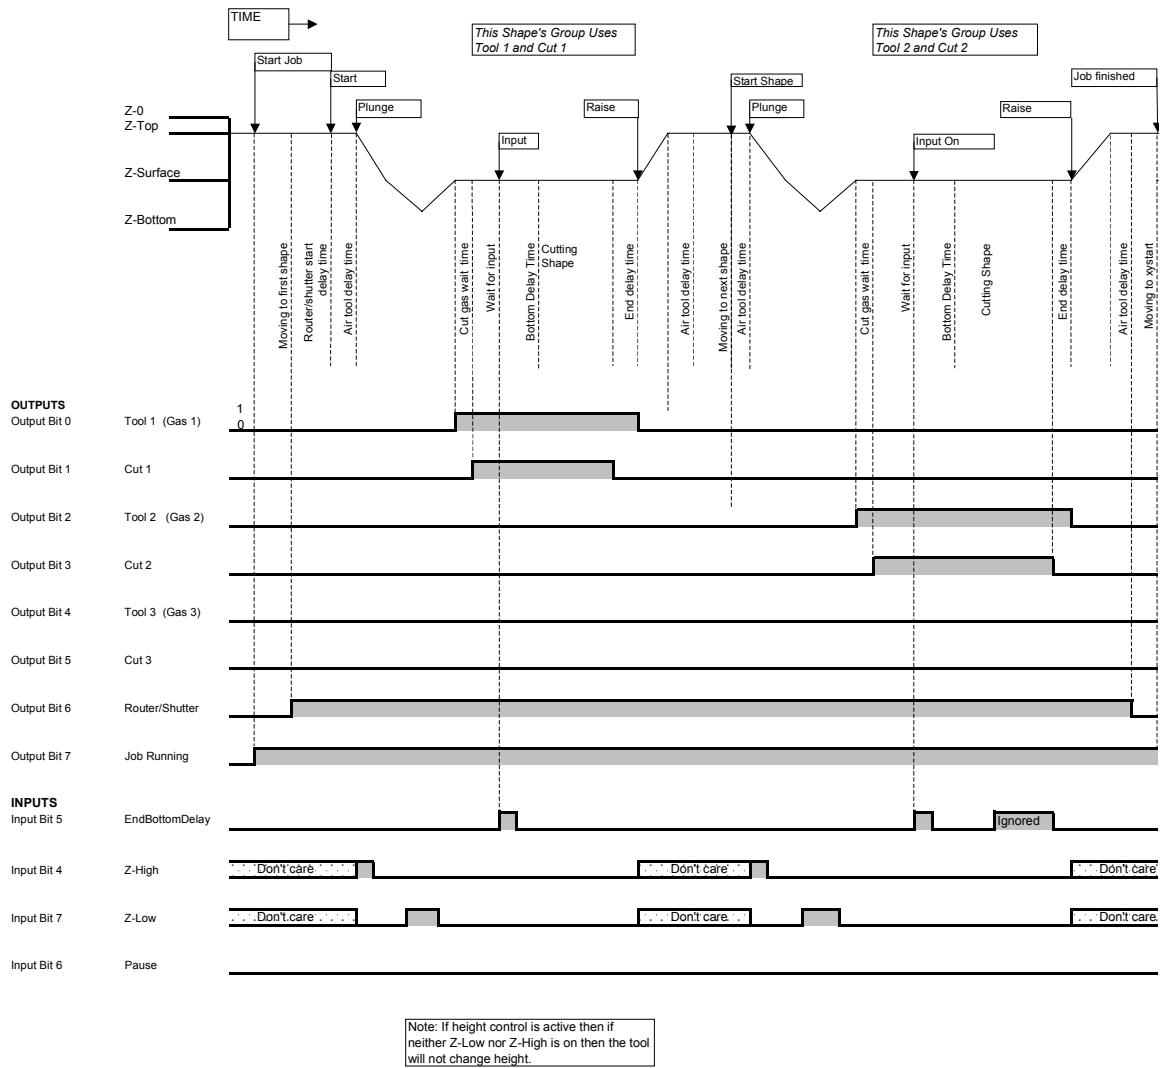 TIME
This Shape's Group Uses
Tool 1 and Cut 1
This Shape's Group Uses
Tool 2 and Cut 2
Start Job
Start
Plunge
Raise
Start Shape
Plunge
Job finished
Raise
Input
Input On
Z-0
Z-Top
Z-Surface
Z-Bottom
Moving to first shape
Router/shutter start
delay time
Air tool delay time
Cut gas wait time
Wait for input
Bottom Delay Time
Cutting
Shape
End delay time
Air tool delay time
Moving to next shape
Air tool delay time
Cut gas wait time
Wait for input
Bottom Delay Time
Cutting Shape
End delay time
Air tool delay time
Moving to xystart
OUTPUTS
1
Output Bit 0 Tool 1 (Gas 1) 0
Output Bit 1 Cut 1
Output Bit 2 Tool 2 (Gas 2)
Output Bit 3 Cut 2
Output Bit 4 Tool 3 (Gas 3)
Output Bit 5 Cut 3
Output Bit 6 Router/Shutter
Output Bit 7 Job Running
INPUTS
Input Bit 5 EndBottomDelay Ignored
Input Bit 4 Z-High Don't care Don't care Don't care
Input Bit 7 Z-Low Don't care Don't care Don't care
Input Bit 6 Pause
Note: If height control is active then if
neither Z-Low nor Z-High is on then the tool
will not change height.